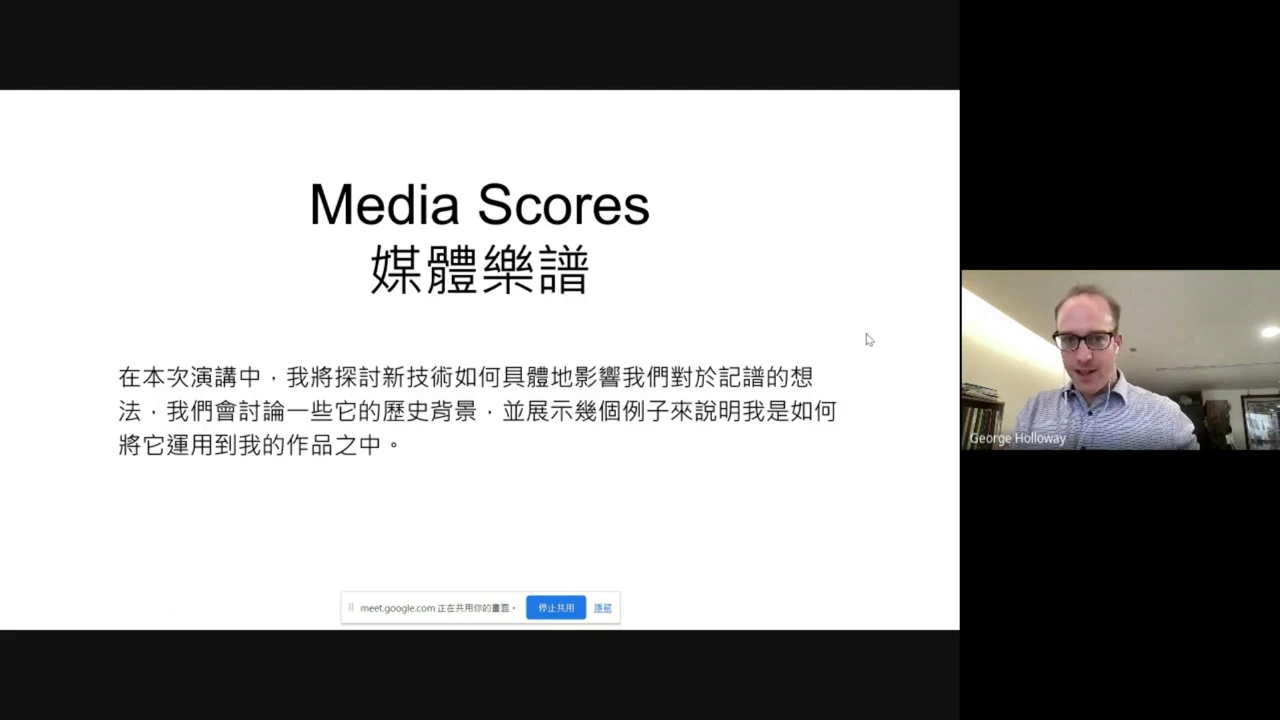 Media Scores
媒體樂譜
在本次演講中，我將探討新技術如何具體地影響我們對於記譜的想
法，我們會討論一些它的歷史背景，並展示幾個例子來說明我是如何
將它運用到我的作品之中。
meet.google.com 正在共用你的畫面。 停止共用 隱藏
George Holloway